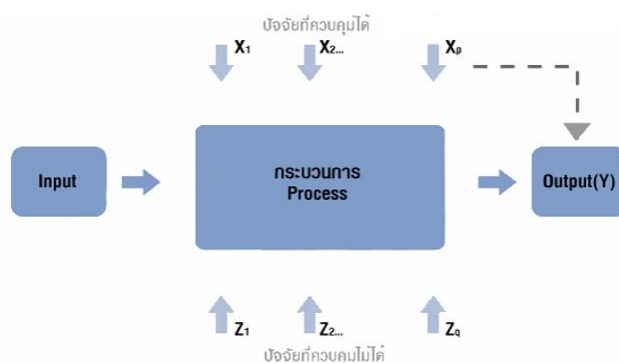 ปัจจัยที่ควบคุมได้
X1 X2... Xp
Input
กระบวนการ
Process
Output(Y)
Z1 Z2... Zq
ปัจจัยที่ควบคุมไม่ได้